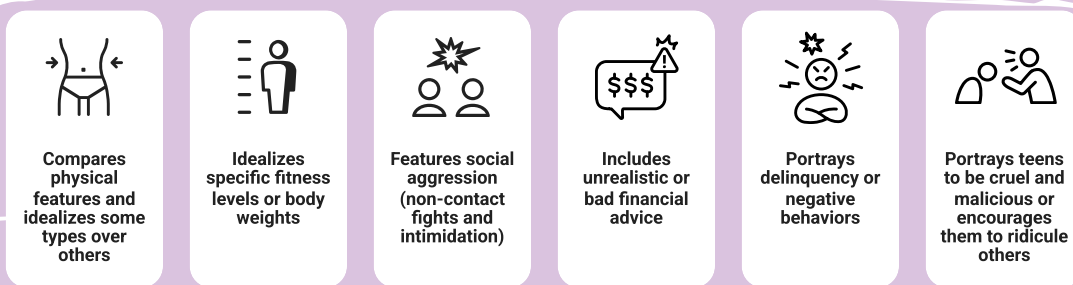 Compares
physical
features and
idealizes some
types over
others
Idealizes
specific fitness
levels or body
weights
Features social
aggression
(non-contact
fights and
intimidation)
$$$
!
Includes
unrealistic or
bad financial
advice
Portrays
delinquency or
negative
behaviors
Portrays teens
to be cruel and
malicious or
encourages
them to ridicule
others